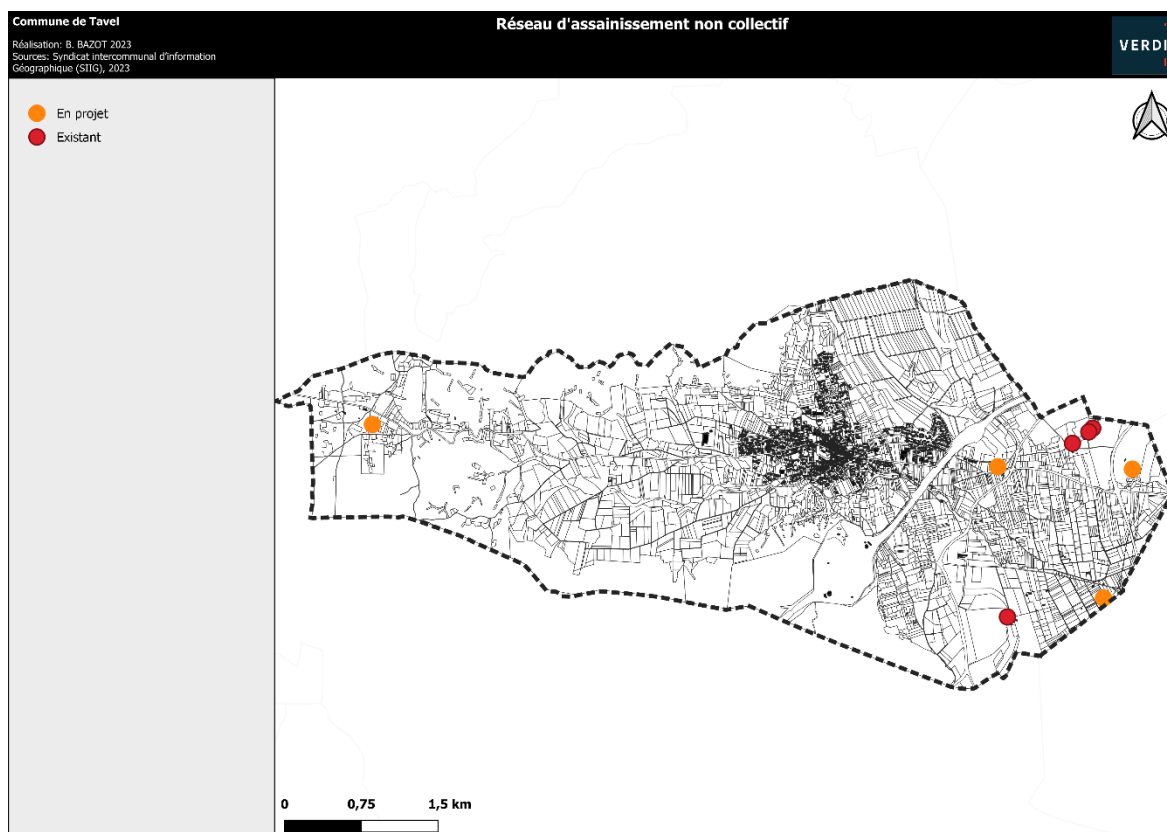 Commune de Tavel
Réseau d'assainissement non collectif
Réalisation: B. BAZOT 2023
Sources: Syndicat intercommunal d'information
Géographique (SIIG), 2023
VERDI
En projet
Existant
0 0,75 1,5 km